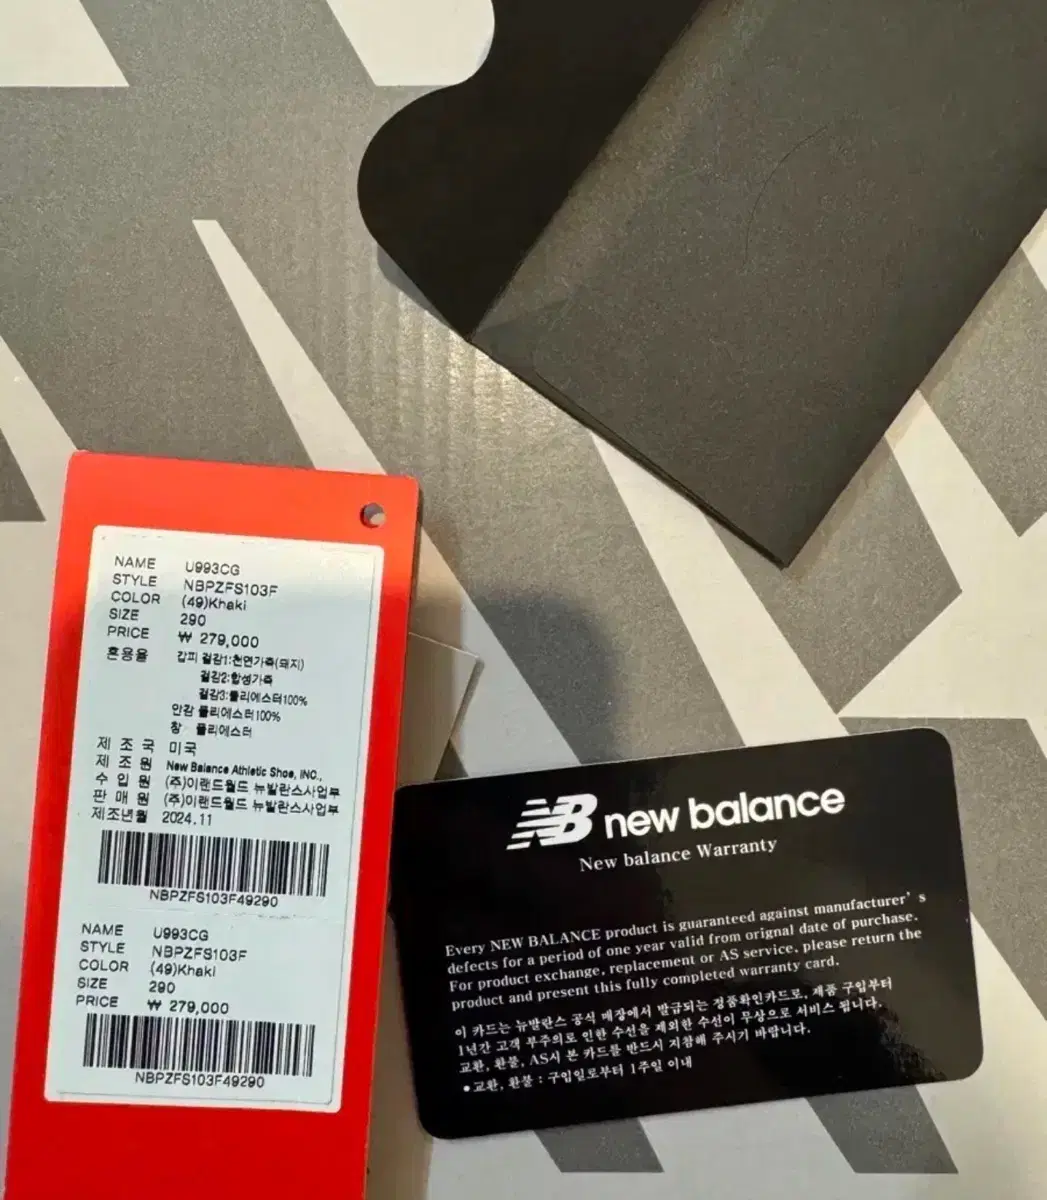 NAME U993CG
STYLE NBPZFS103F
COLOR (49)Khaki
SIZE 290
PRICE ₩ 279,000
혼용율 갑피 겉감1:천연가죽(돼지)
겉감2:합성가죽
겉감3:폴리에스터100%
안감 폴리에스터100%
창 폴리에스터
제 조 국 미국
제 조 원 New Balance Athletic Shoe, INC.,
수 입 원 (주)이랜드월드 뉴발란스사업부
판 매 원 (주)이랜드월드 뉴발란스사업부
제조년월 2024.11
NBPZFS103F49290
NAME U993CG
STYLE NBPZFS103F
COLOR (49)Khaki
SIZE 290
PRICE ₩ 279,000
NBPZFS103F49290
NB new balance
New balance Warranty
Every NEW BALANCE product is guaranteed against manufacturer's
defects for a period of one year valid from orignal date of purchase.
For product exchange, replacement or AS service, please return the
product and present this fully completed warranty card.
이 카드는 뉴발란스 공식 매장에서 발급되는 정품확인카드로, 제품 구입부터
1년간 고객 부주의로 인한 수선을 제외한 수선이 무상으로 서비스 됩니다.
교환, 환불, AS시 본 카드를 반드시 지참해 주시기 바랍니다.
•교환, 환불 : 구입일로부터 1주일 이내